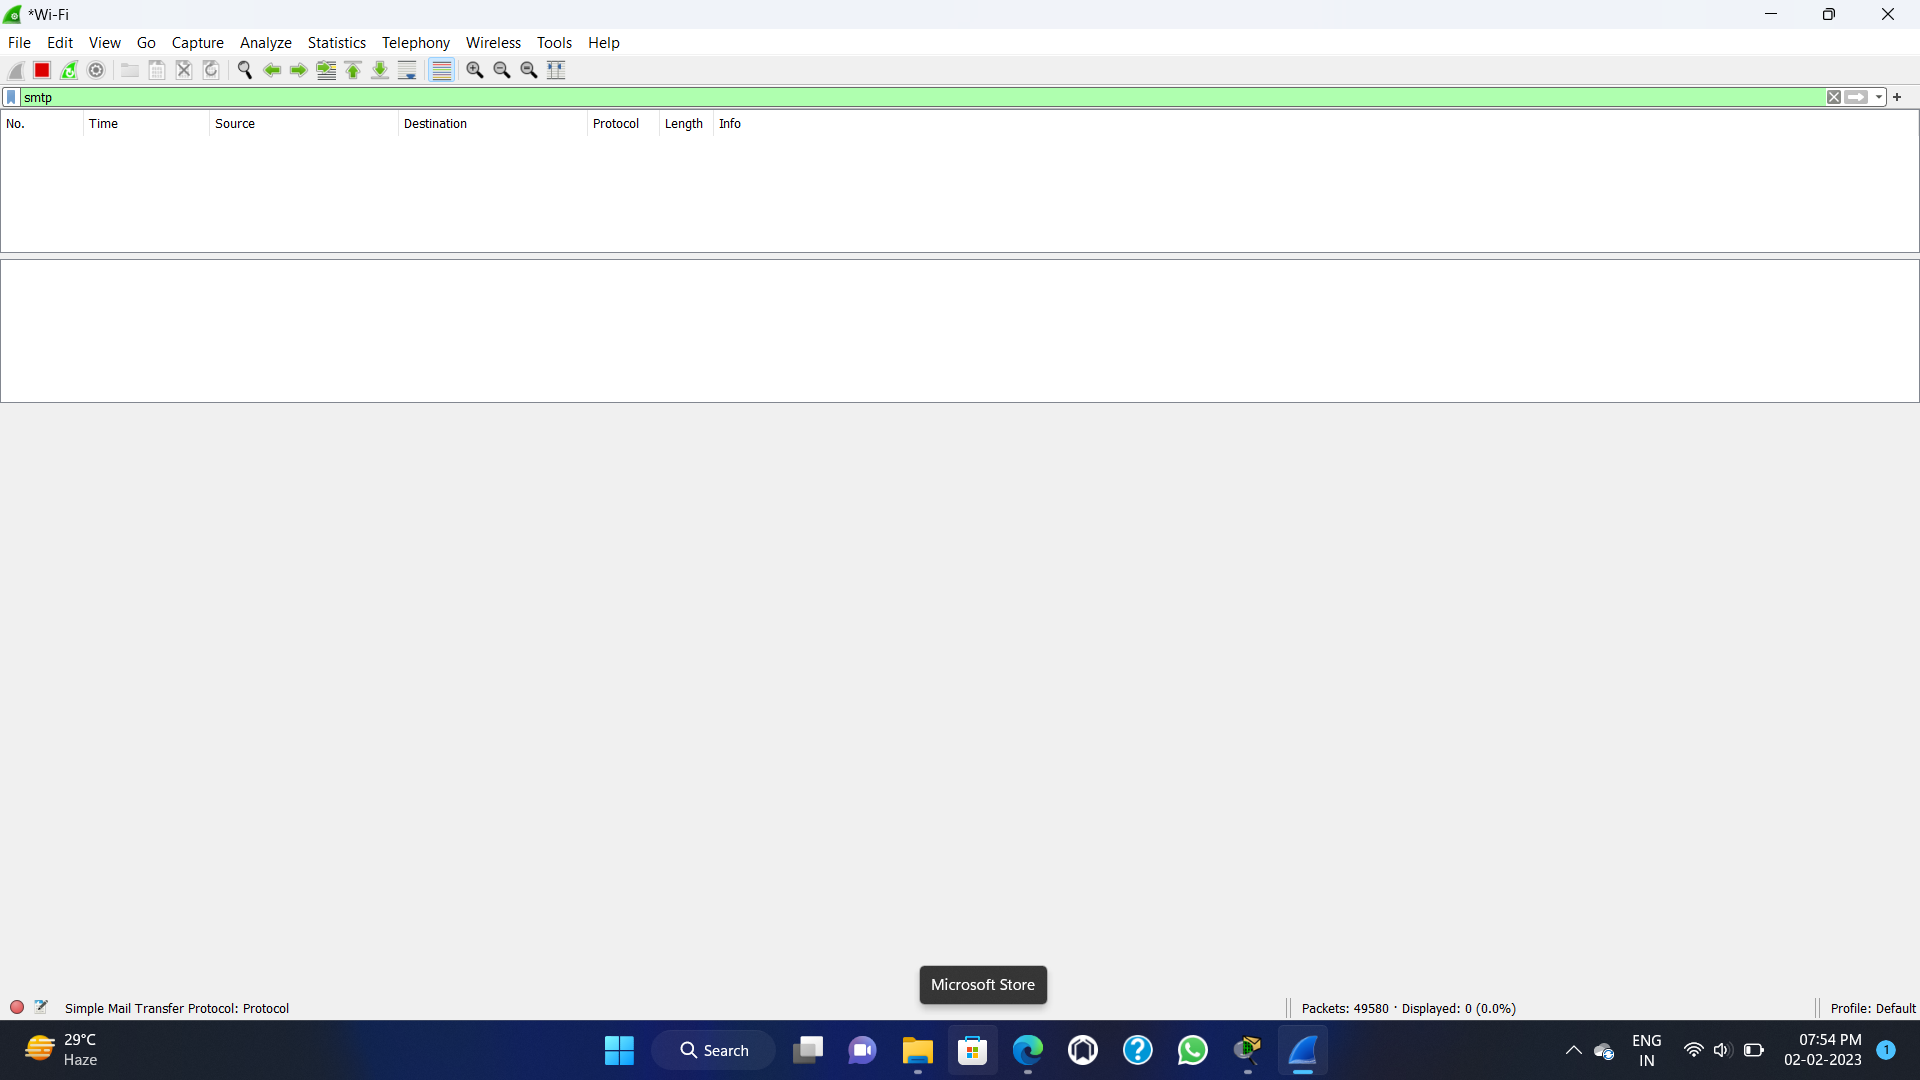 *Wi-Fi
File Edit View Go Capture Analyze Statistics Telephony Wireless Tools Help
smtp
No. Time Source Destination Protocol Length Info
Microsoft Store
Simple Mail Transfer Protocol: Protocol
Packets: 49580 · Displayed: 0 (0.0%)
Profile: Default
29°C
Haze
Search
ENG
IN
07:54 PM
02-02-2023
1